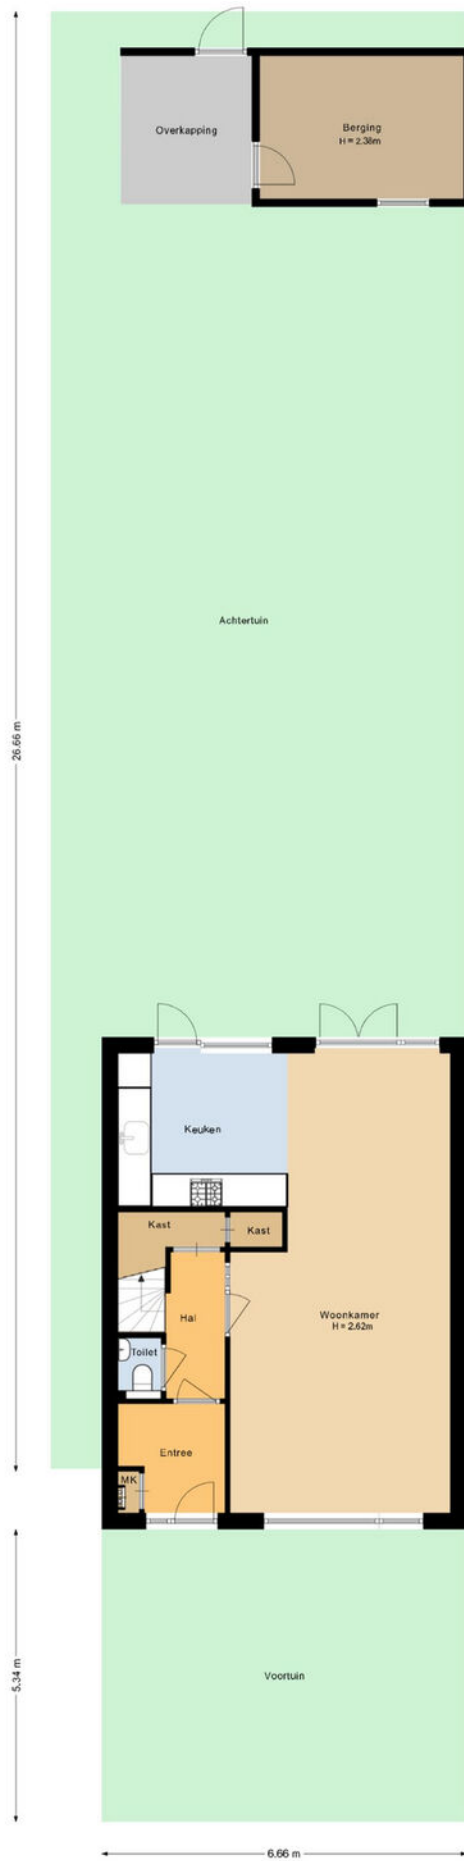 Overkapping
Berging
H = 2.38m
Achtertuin
26.66 m
Keuken
Kast
Kast
Hal
Woonkamer
H = 2.62m
Toilet
Entree
MK
5.34 m
Voortuin
6.66 m